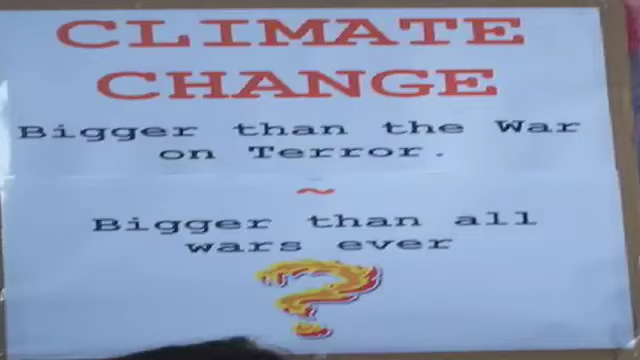 CLIMATE
CHANGE
Bigger than the War
on Terror.
~
Bigger than all
wars ever
?